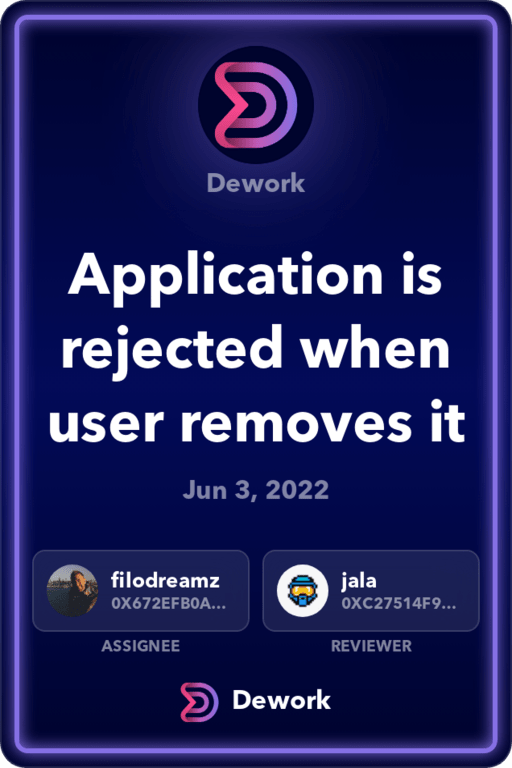 Dework
Application is
rejected when
user removes it
Jun 3, 2022
filodreamz
0X672EFB0A...
ASSIGNEE
jala
0XC27514F9...
REVIEWER
Dework